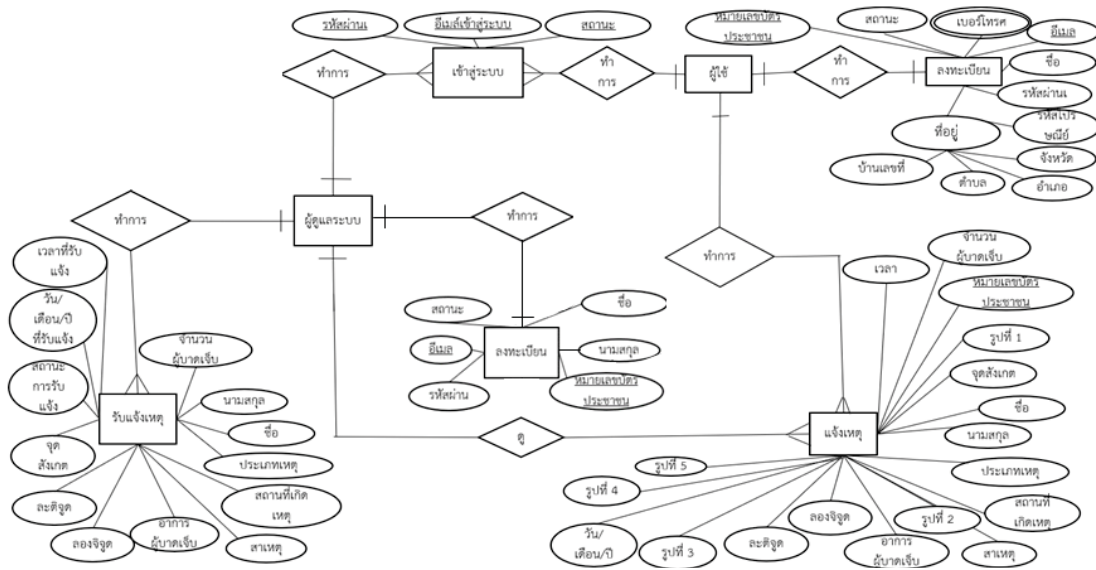 รหัสผ่านเ
อีเมล์เข้าสู่ระบบ
สถานะ
หมายเลขบัตร
ประชาชน
สถานะ
เบอร์โทรศ
อีเมล
ทำการ
เข้าสู่ระบบ
ทำ
การ
ผู้ใช้
ทำ
การ
ลงทะเบียน
ชื่อ
รหัสผ่านเ
รหัสไปร
ษณีย์
ที่อยู่
บ้านเลขที่
จังหวัด
ตำบล
อำเภอ
ทำการ
ผู้ดูแลระบบ
ทำการ
ทำการ
เวลาที่รับ
แจ้ง
วัน/
เดือน/ปี
ที่รับแจ้ง
สถานะ
การรับ
แจ้ง
จำนวน
ผู้บาดเจ็บ
รับแจ้งเหตุ
นามสกุล
ชื่อ
จุด
สังเกต
ประเภทเหตุ
ละติจูด
สถานที่เกิด
เหตุ
ลองจิจูด
อาการ
ผู้บาดเจ็บ
สาเหตุ
สถานะ
ชื่อ
อีเมล
ลงทะเบียน
นามสกุล
รหัสผ่าน
หมายเลขบัตร
ประชาชน
ดู
เวลา
จำนวน
ผู้บาดเจ็บ
หมายเลขบัตร
ประชาชน
รูปที่ 1
จุดสังเกต
ชื่อ
แจ้งเหตุ
นามสกุล
รูปที่ 5
ประเภทเหตุ
รูปที่ 4
ลองจิจูด
รูปที่ 2
สถานที่
เกิดเหตุ
วัน/
เดือน/ปี
รูปที่ 3
ละติจูด
อาการ
ผู้บาดเจ็บ
สาเหตุ